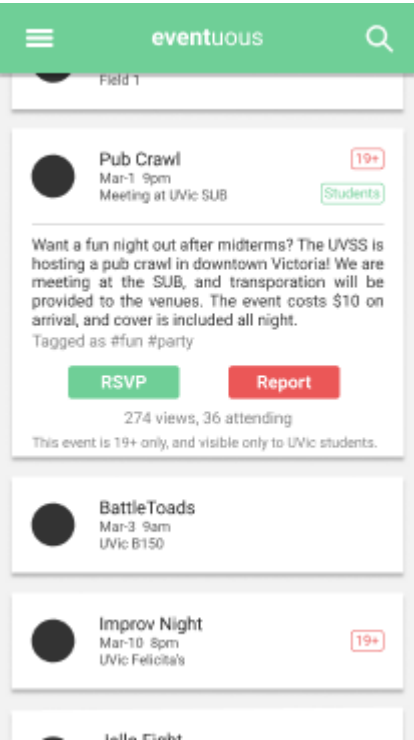 eventuous
Field 1
Pub Crawl
19+
Mar-1 9pm
Meeting at UVic SUB
Students
Want a fun night out after midterms? The UVSS is
hosting a pub crawl in downtown Victoria! We are
meeting at the SUB, and transporation will be
provided to the venues. The event costs $10 on
arrival, and cover is included all night.
Tagged as #fun #party
RSVP
Report
274 views, 36 attending
This event is 19+ only, and visible only to UVic students.
BattleToads
Mar-3 9am
UVic B150
Improv Night
Mar-10 8pm
19+
UVic Felicita's